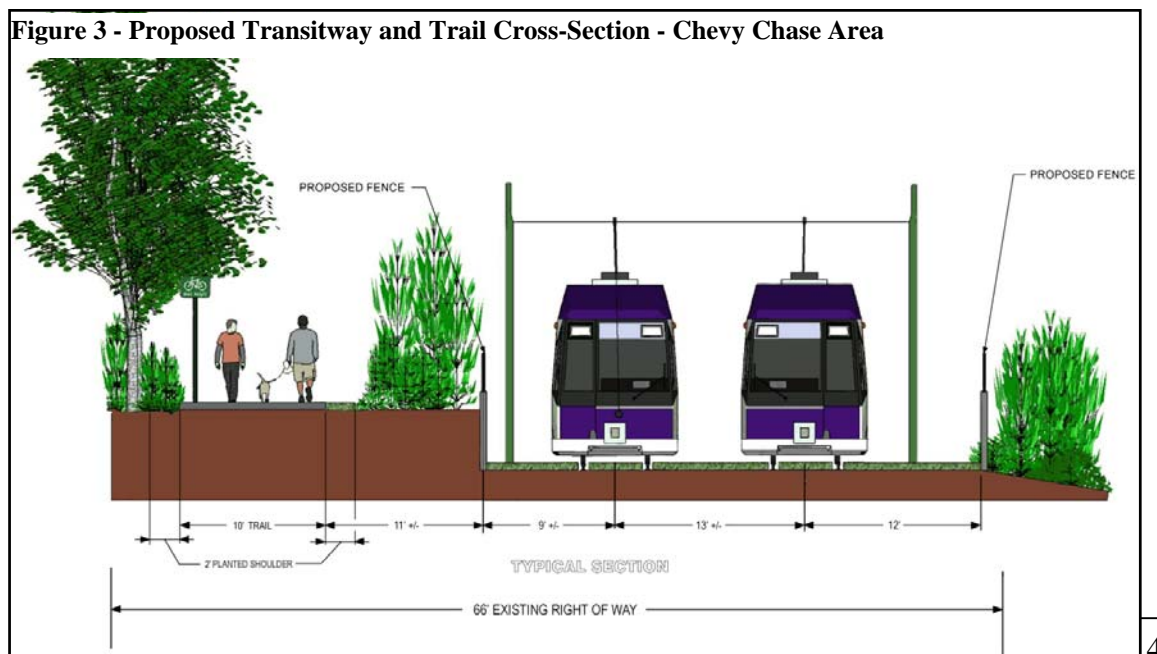 Figure 3 - Proposed Transitway and Trail Cross-Section - Chevy Chase Area
PROPOSED FENCE
PROPOSED FENCE
10' TRAIL
11' +/-
9' +/-
13' +/-
12'
2' PLANTED SHOULDER
TYPICAL SECTION
66' EXISTING RIGHT OF WAY
4